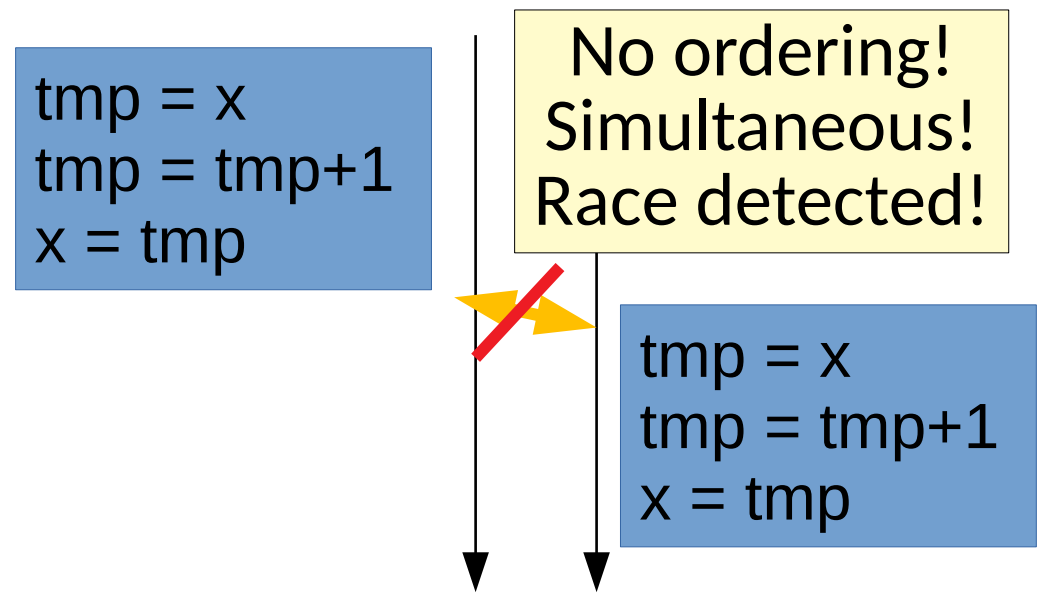 tmp = x
tmp = tmp+1
x = tmp
No ordering!
Simultaneous!
Race detected!
tmp = x
tmp = tmp+1
x = tmp